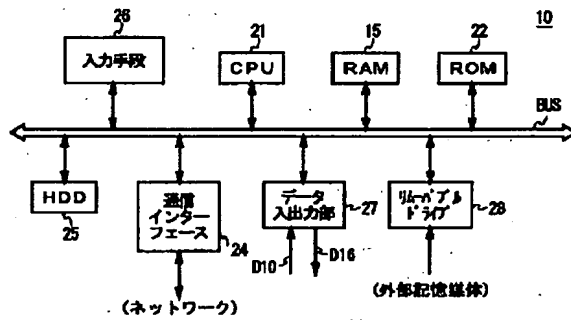 10
26
21
15
22
入力手段
CPU
RAM
ROM
BUS
HDD
25
通信
インター
フェース
24
データ
入出力部
27
リムーバブル
ドライブ
28
D10
D16
(ネットワーク)
(外部記憶媒体)